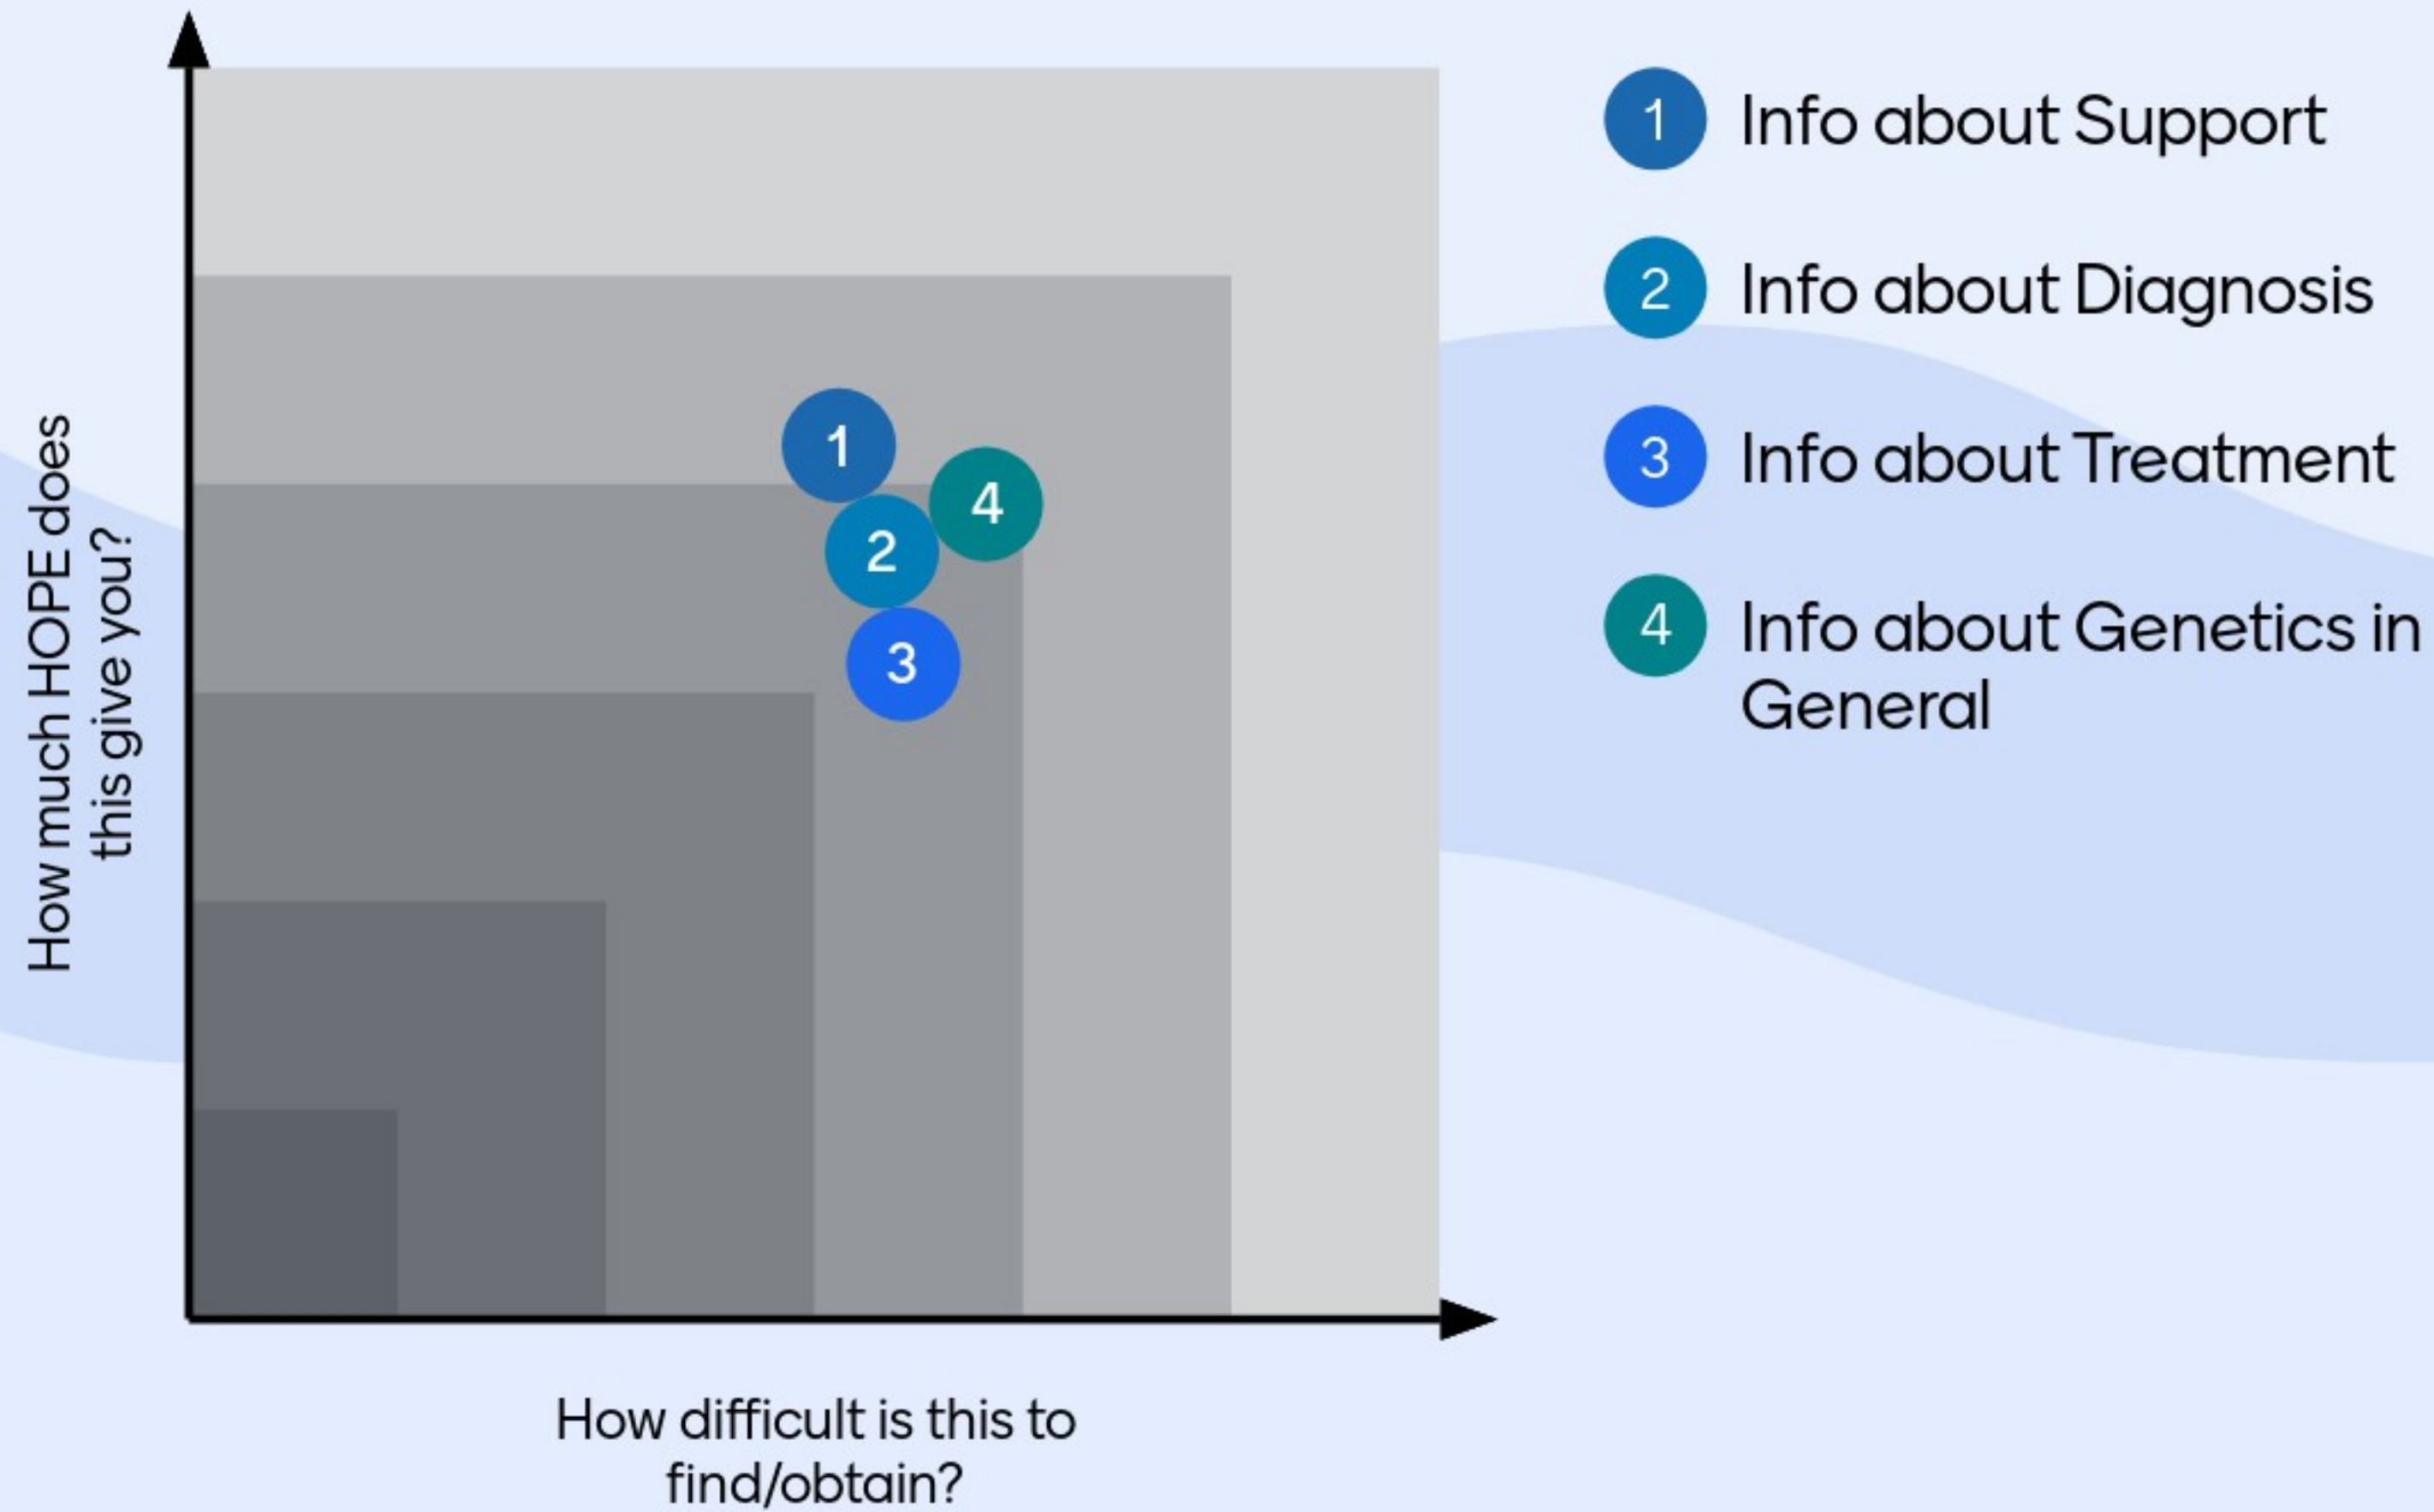 How much HOPE does
this give you?
1
4
2
3
How difficult is this to
find/obtain?
1 Info about Support
2 Info about Diagnosis
3 Info about Treatment
4 Info about Genetics in
General